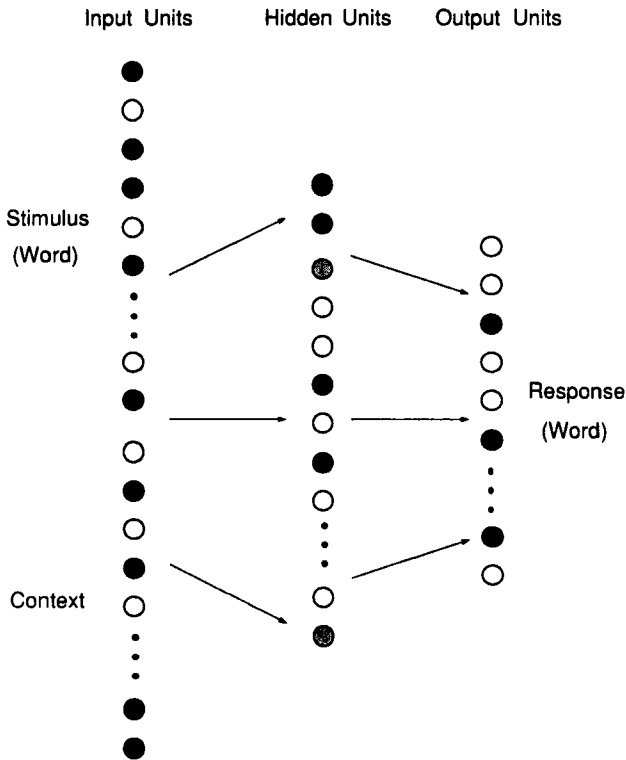 Input Units
Hidden Units
Output Units
Stimulus
(Word)
Response
(Word)
Context